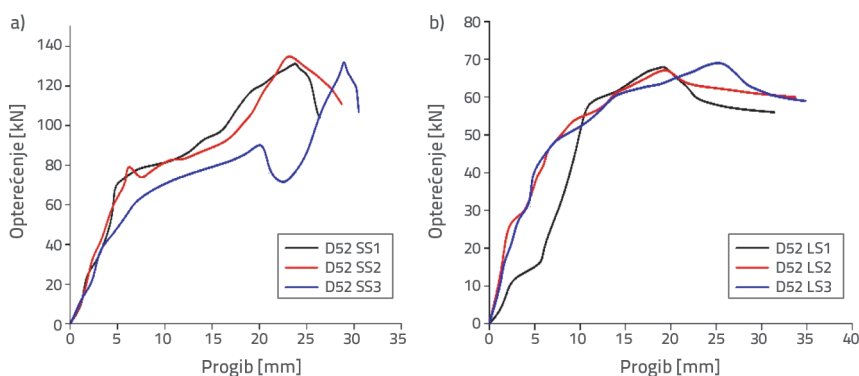 a)
Opterećenje [kN]
140
120
100
80
60
40
20
0
0 5 10 15 20 25 30 35
Progib [mm]
D52 SS1
D52 SS2
D52 SS3
b)
Opterećenje [kN]
80
70
60
50
40
30
20
10
0
0 5 10 15 20 25 30 35 40
Progib [mm]
D52 LS1
D52 LS2
D52 LS3